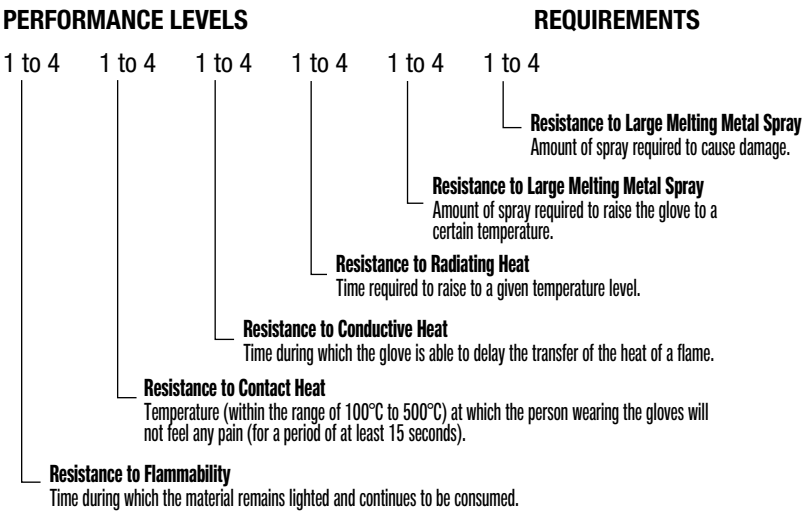 PERFORMANCE LEVELS REQUIREMENTS
1 to 4 1 to 4 1 to 4 1 to 4 1 to 4 1 to 4
Resistance to Large Melting Metal Spray
Amount of spray required to cause damage.
Resistance to Large Melting Metal Spray
Amount of spray required to raise the glove to a
certain temperature.
Resistance to Radiating Heat
Time required to raise to a given temperature level.
Resistance to Conductive Heat
Time during which the glove is able to delay the transfer of the heat of a flame.
Resistance to Contact Heat
Temperature (within the range of 100°C to 500°C) at which the person wearing the gloves will
not feel any pain (for a period of at least 15 seconds).
Resistance to Flammability
Time during which the material remains lighted and continues to be consumed.